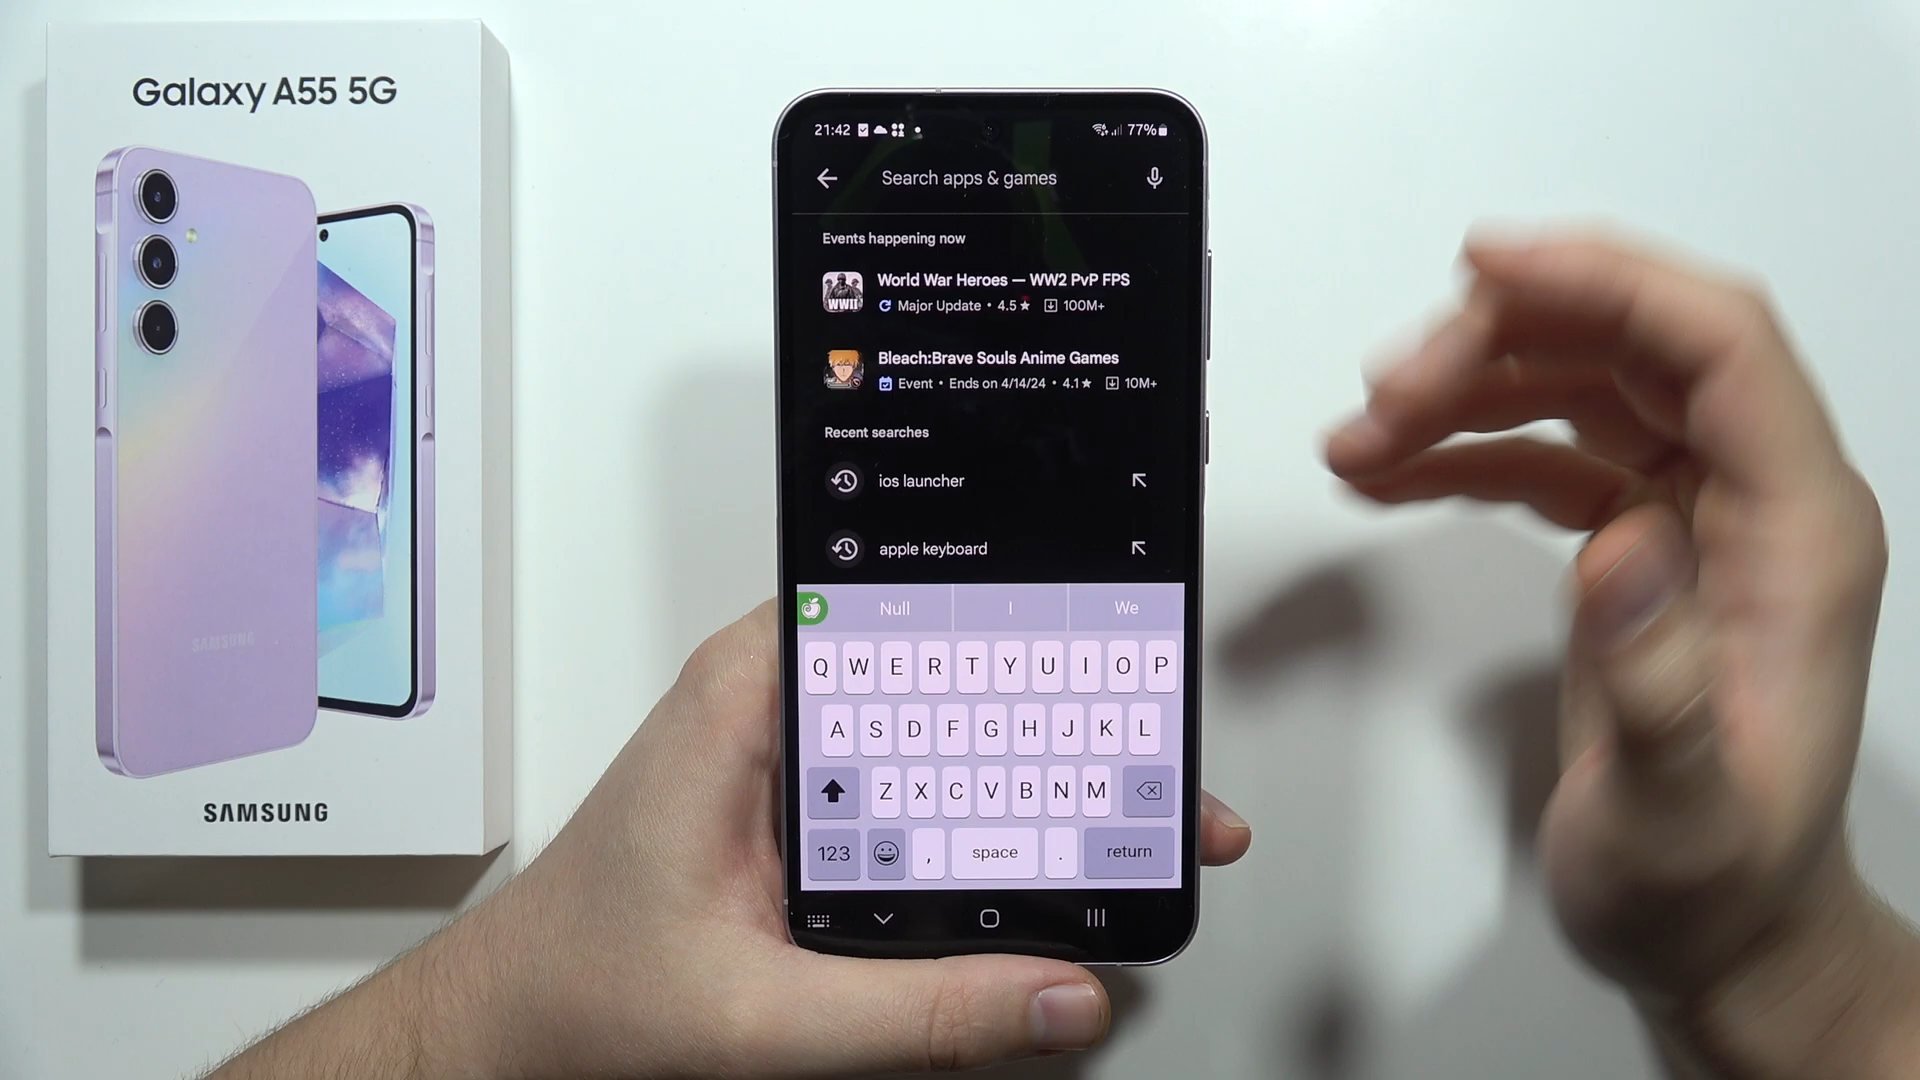 Galaxy A55 5G
SAMSUNG
SAMSUNG
21:42
77%
Search apps & games
Events happening now
World War Heroes — WW2 PvP FPS
WWII
Major Update • 4.5★ 100M+
Bleach:Brave Souls Anime Games
Event • Ends on 4/14/24 • 4.1★ 10M+
Recent searches
ios launcher
apple keyboard
Null I We
Q W E R T Y U I O P
A S D F G H J K L
Z X C V B N M
123 , space . return